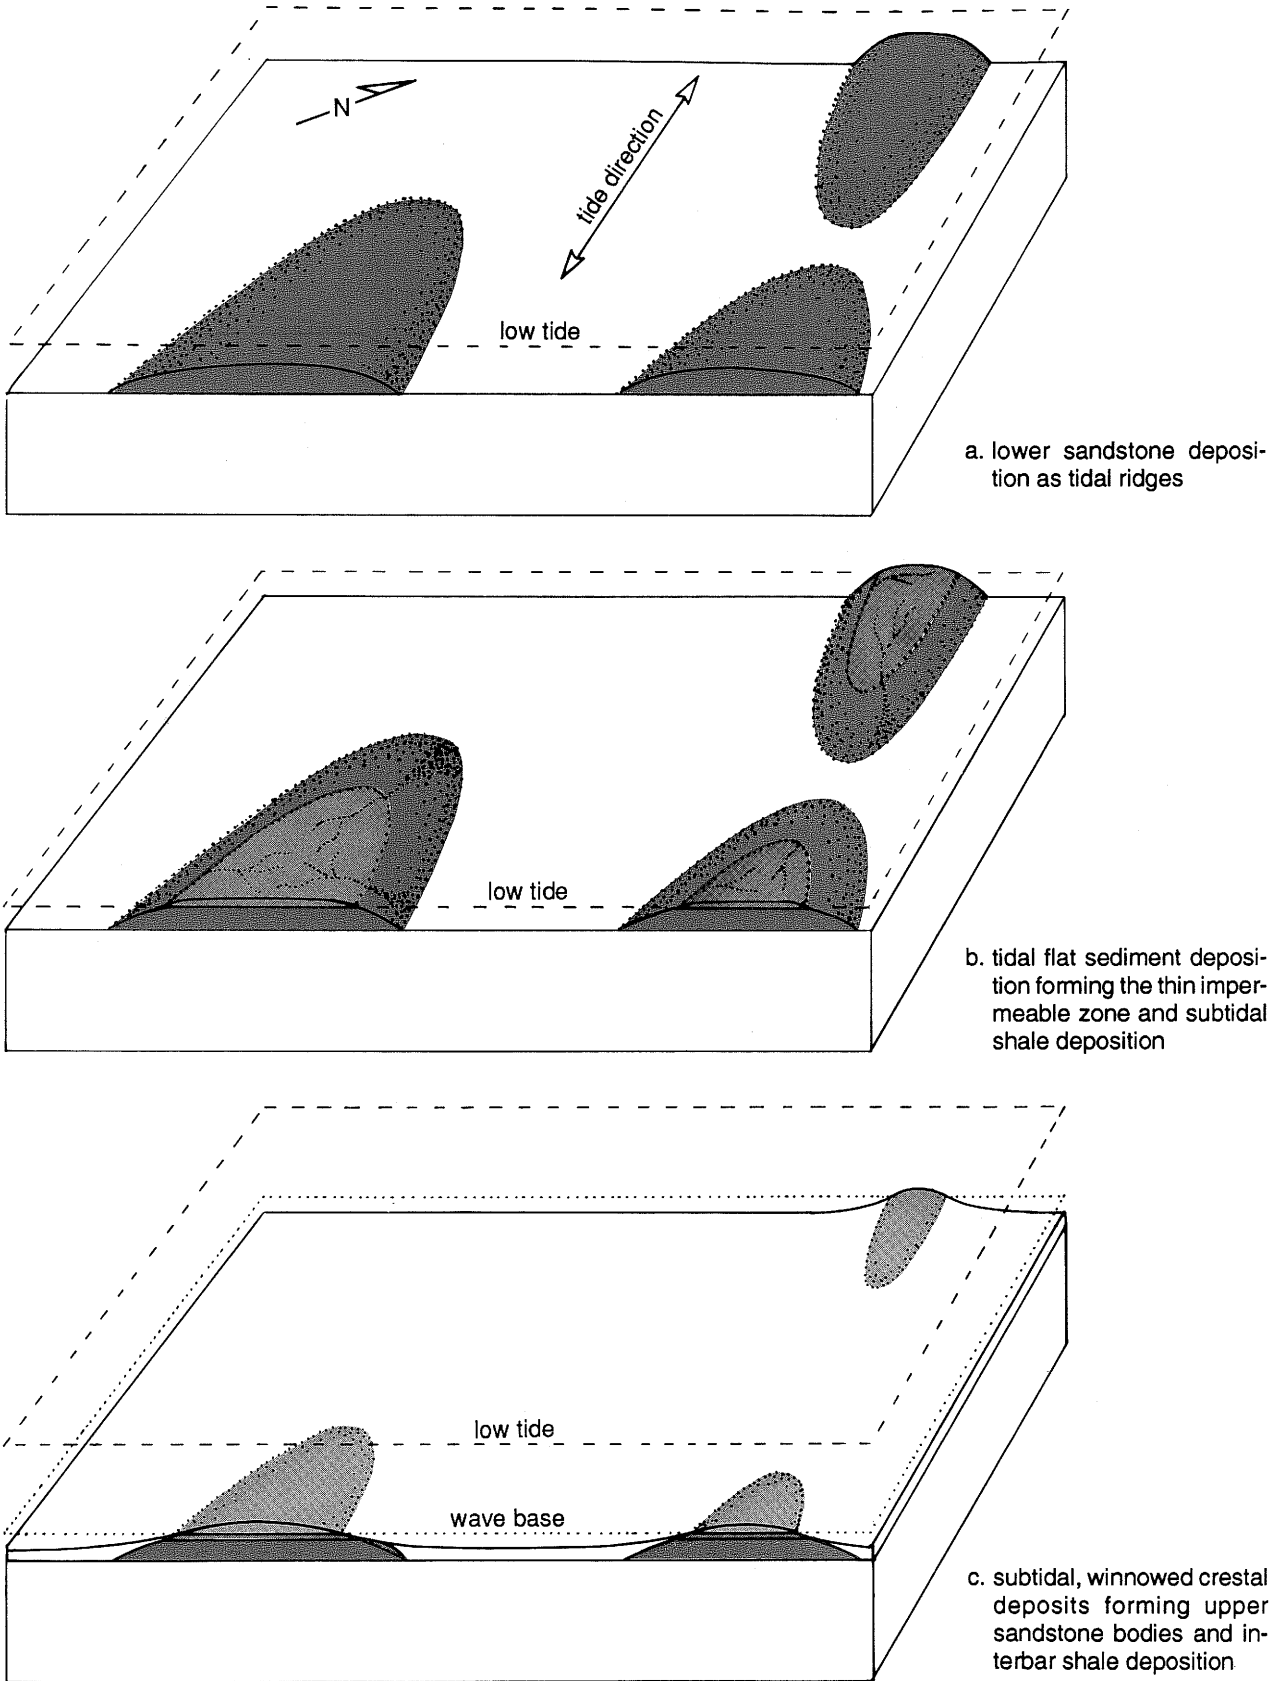 N
tide direction
low tide
a. lower sandstone deposi-
tion as tidal ridges
low tide
b. tidal flat sediment deposi-
tion forming the thin imper-
meable zone and subtidal
shale deposition
low tide
wave base
c. subtidal, winnowed crestal
deposits forming upper
sandstone bodies and in-
terbar shale deposition